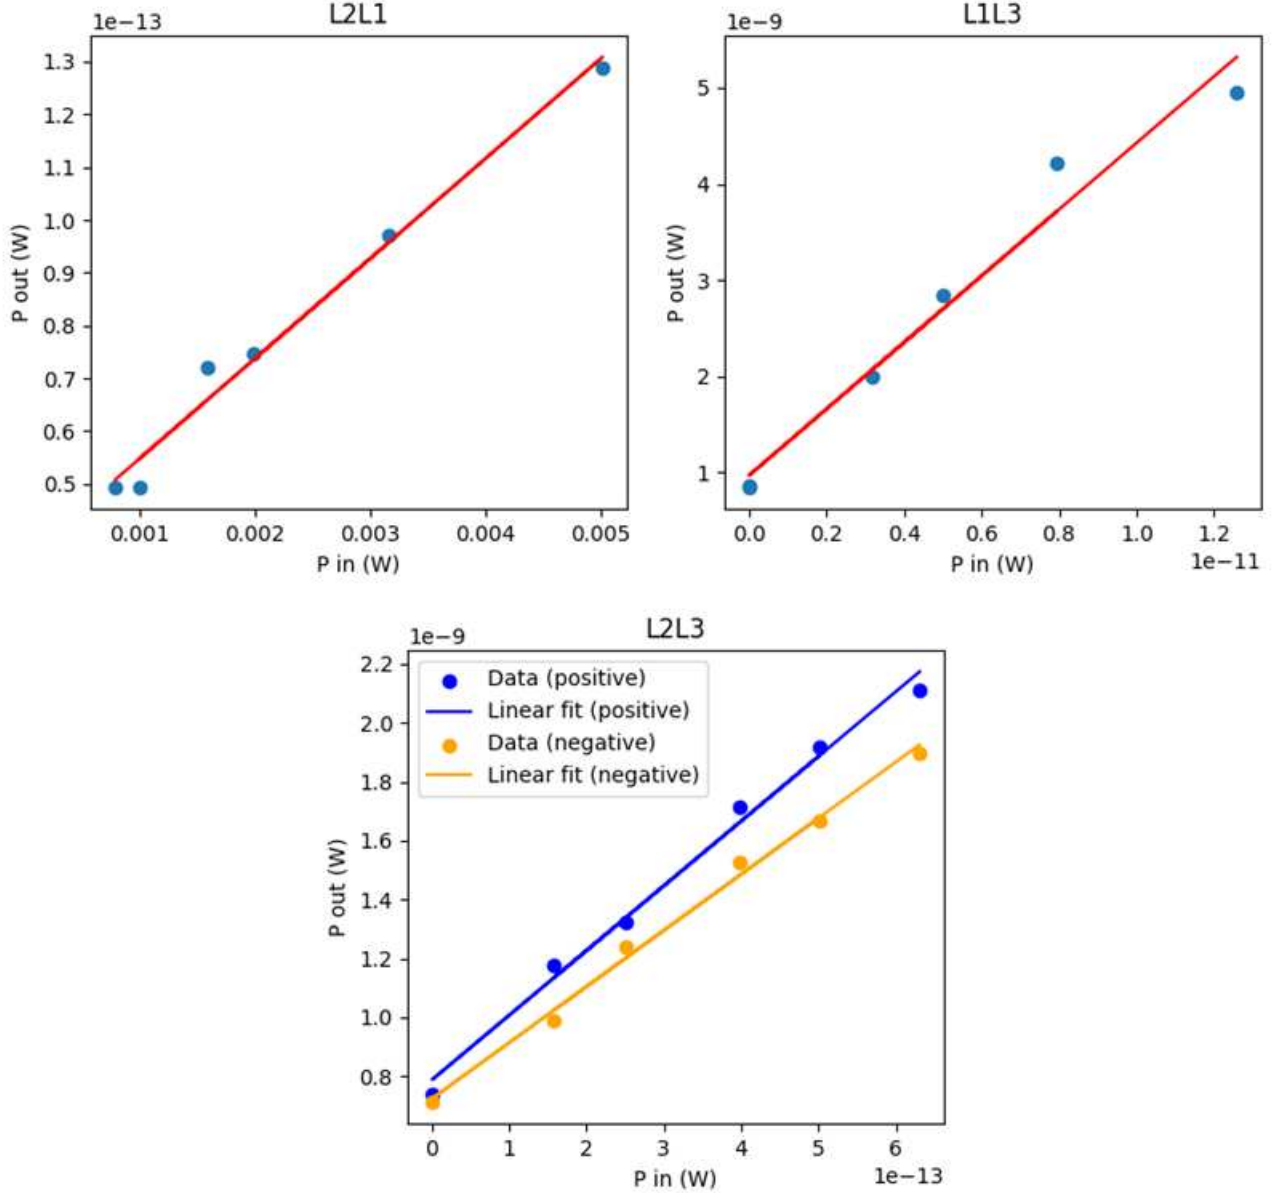 L2L1
1e−13
1.3
1.2
1.1
1.0
0.9
0.8
0.7
0.6
0.5
P out (W)
0.001 0.002 0.003 0.004 0.005
P in (W)
L1L3
1e−9
5
4
3
2
1
P out (W)
0.0 0.2 0.4 0.6 0.8 1.0 1.2
P in (W)
1e−11
L2L3
1e−9
Data (positive)
Linear fit (positive)
Data (negative)
Linear fit (negative)
2.2
2.0
1.8
1.6
1.4
1.2
1.0
0.8
P out (W)
0 1 2 3 4 5 6
P in (W)
1e−13